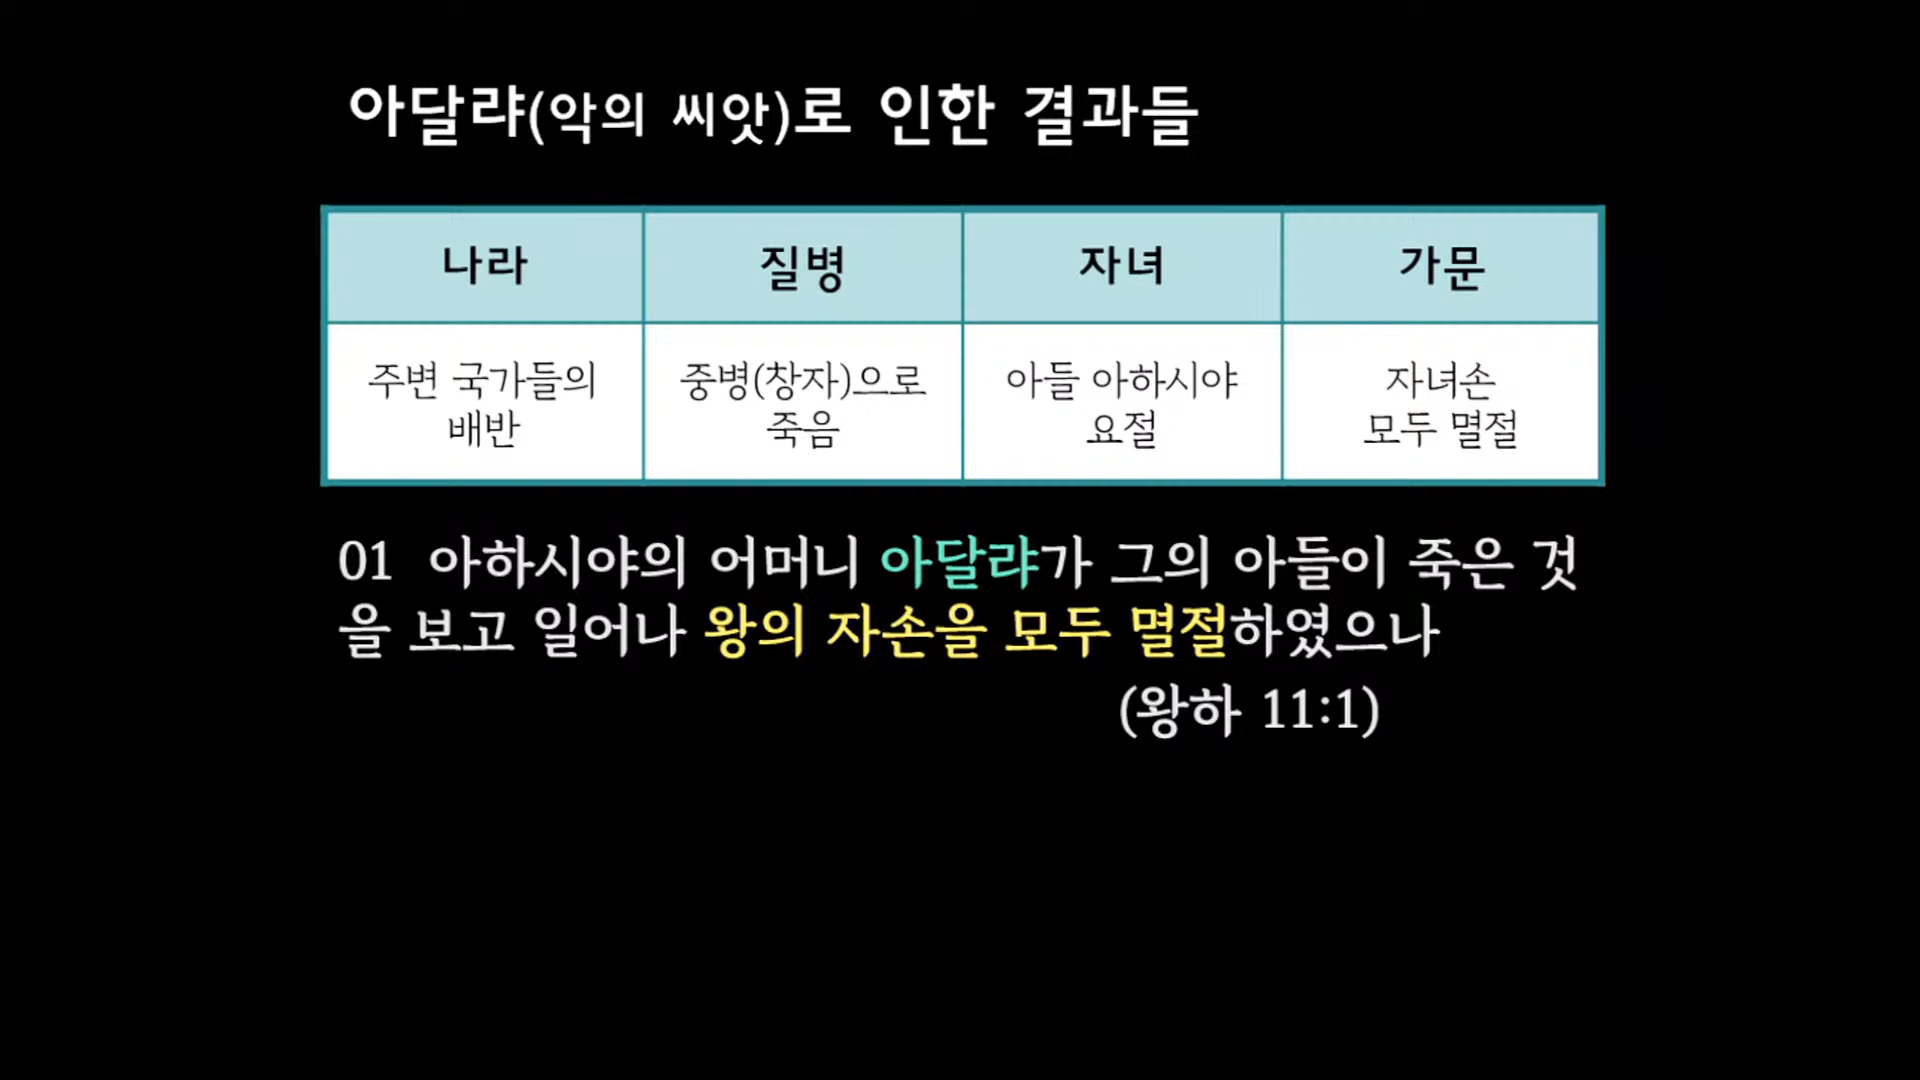 아달랴(악의 씨앗)로 인한 결과들
나라 질병 자녀 가문
주변 국가들의 배반
중병(창자)으로 죽음
아들 아하시야 요절
자녀손 모두 멸절
01 아하시야의 어머니 아달랴가 그의 아들이 죽은 것
을 보고 일어나 왕의 자손을 모두 멸절하였으나
(왕하 11:1)